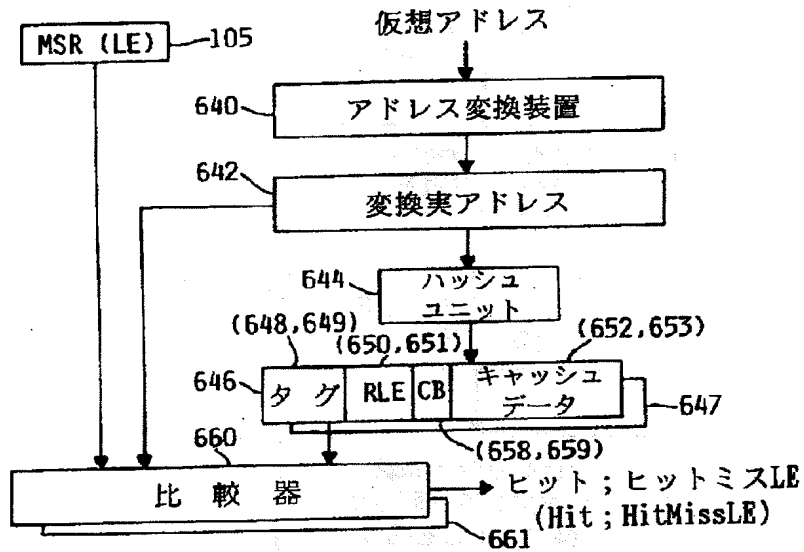 仮想アドレス
MSR (LE)
105
640
アドレス変換装置
642
変換実アドレス
644
ハッシュ
ユニット
(648,649)
(650,651)
(652,653)
646
タグ
RLE
CB
キャッシュ
データ
647
(658,659)
660
比較器
ヒット;ヒットミスLE
(Hit;HitMissLE)
661